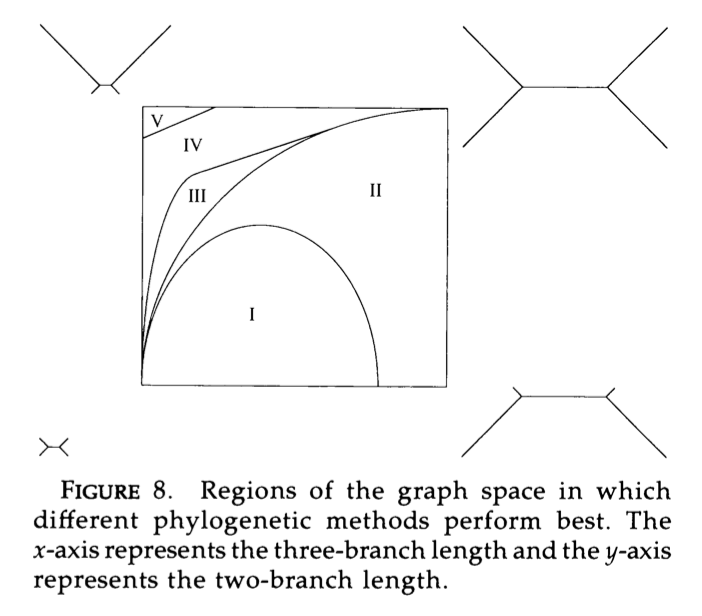 V
IV
III
II
I
FIGURE 8. Regions of the graph space in which
different phylogenetic methods perform best. The
x-axis represents the three-branch length and the y-axis
represents the two-branch length.